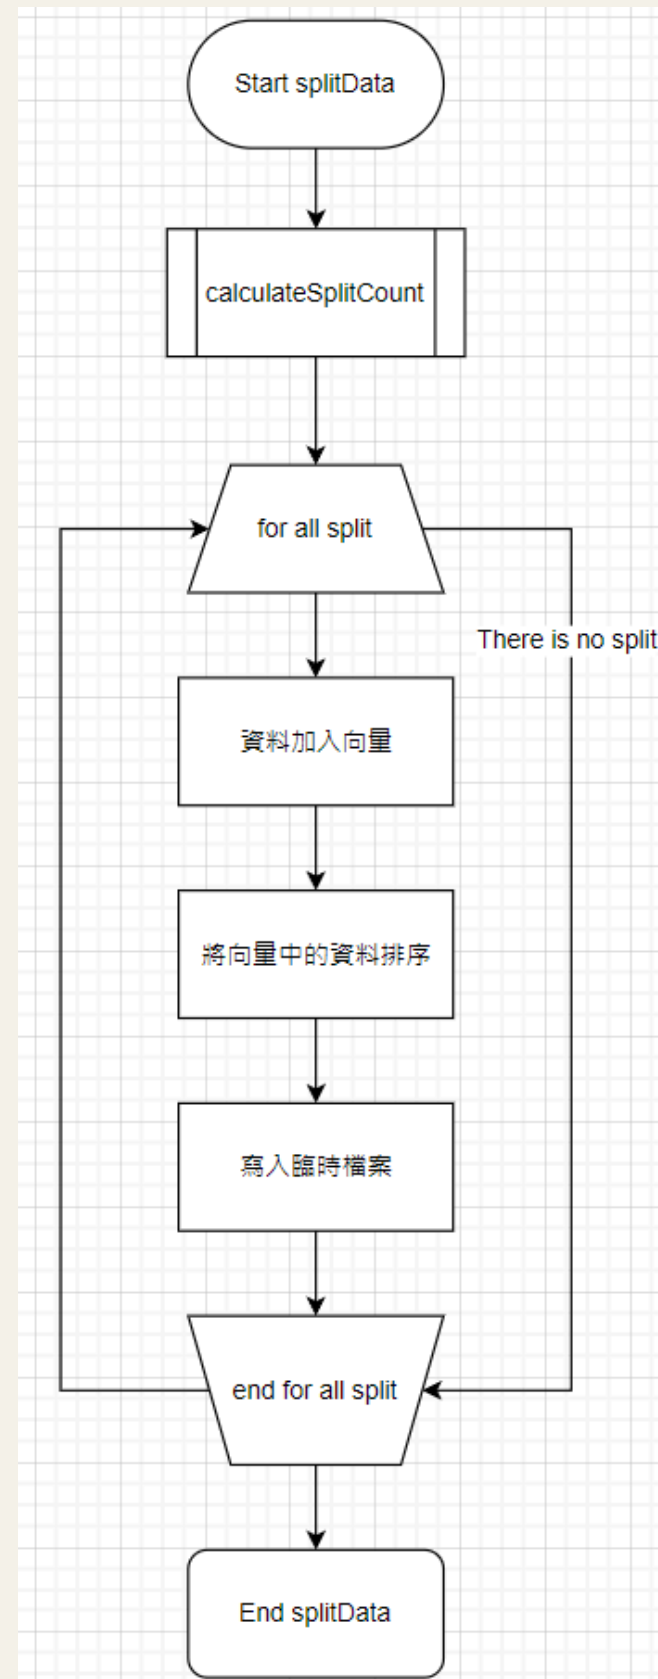 Start splitData
calculateSplitCount
for all split
There is no split
資料加入向量
將向量中的資料排序
寫入臨時檔案
end for all split
End splitData